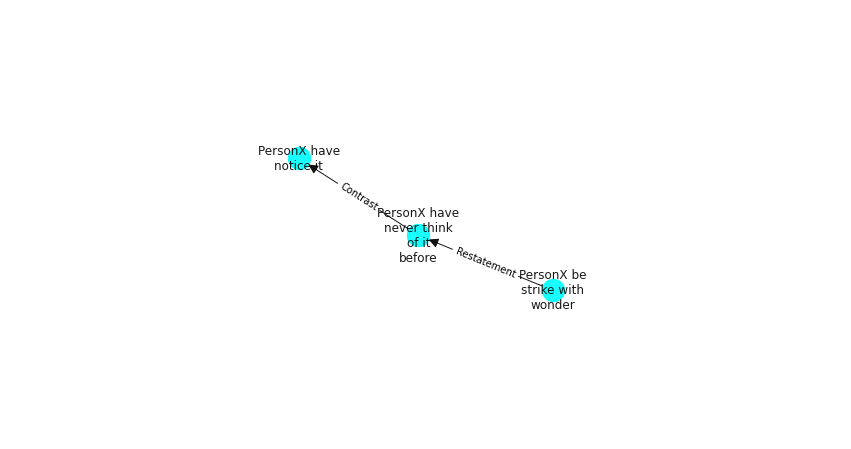 PersonX have
notice it
Contrast
PersonX have
never think
of it
before
Restatement
PersonX be
strike with
wonder